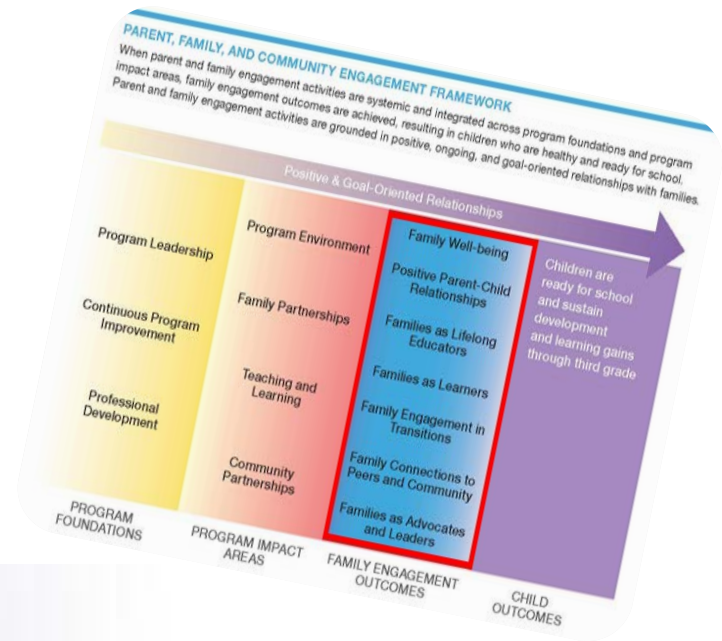 PARENT, FAMILY, AND COMMUNITY ENGAGEMENT FRAMEWORK
When parent and family engagement activities are systemic and integrated across program foundations and program
impact areas, family engagement outcomes are achieved, resulting in children who are healthy and ready for school.
Parent and family engagement activities are grounded in positive, ongoing, and goal-oriented relationships with families.
Positive & Goal-Oriented Relationships
Program Leadership
Continuous Program
Improvement
Professional
Development
PROGRAM
FOUNDATIONS
Program Environment
Family Partnerships
Teaching and
Learning
Community
Partnerships
PROGRAM IMPACT
AREAS
Family Well-being
Positive Parent-Child
Relationships
Families as Lifelong
Educators
Families as Learners
Family Engagement in
Transitions
Family Connections to
Peers and Community
Families as Advocates
and Leaders
FAMILY ENGAGEMENT
OUTCOMES
Children are
ready for school
and sustain
development
and learning gains
through third grade
CHILD
OUTCOMES